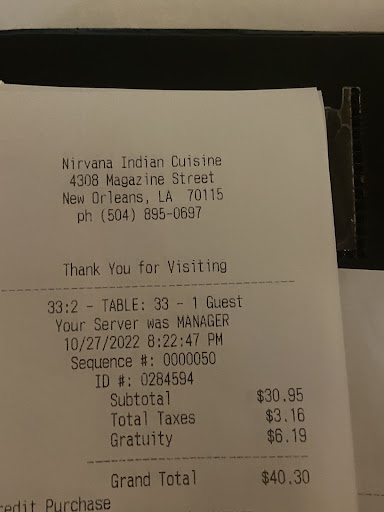 Nirvana Indian Cuisine
4308 Magazine Street
New Orleans, LA 70115
ph (504) 895-0697
Thank You for Visiting
33:2 - TABLE: 33 - 1 Guest
Your Server was MANAGER
10/27/2022 8:22:47 PM
Sequence #: 0000050
ID #: 0284594
Subtotal $30.95
Total Taxes $3.16
Gratuity $6.19
Grand Total $40.30
redit Purchase